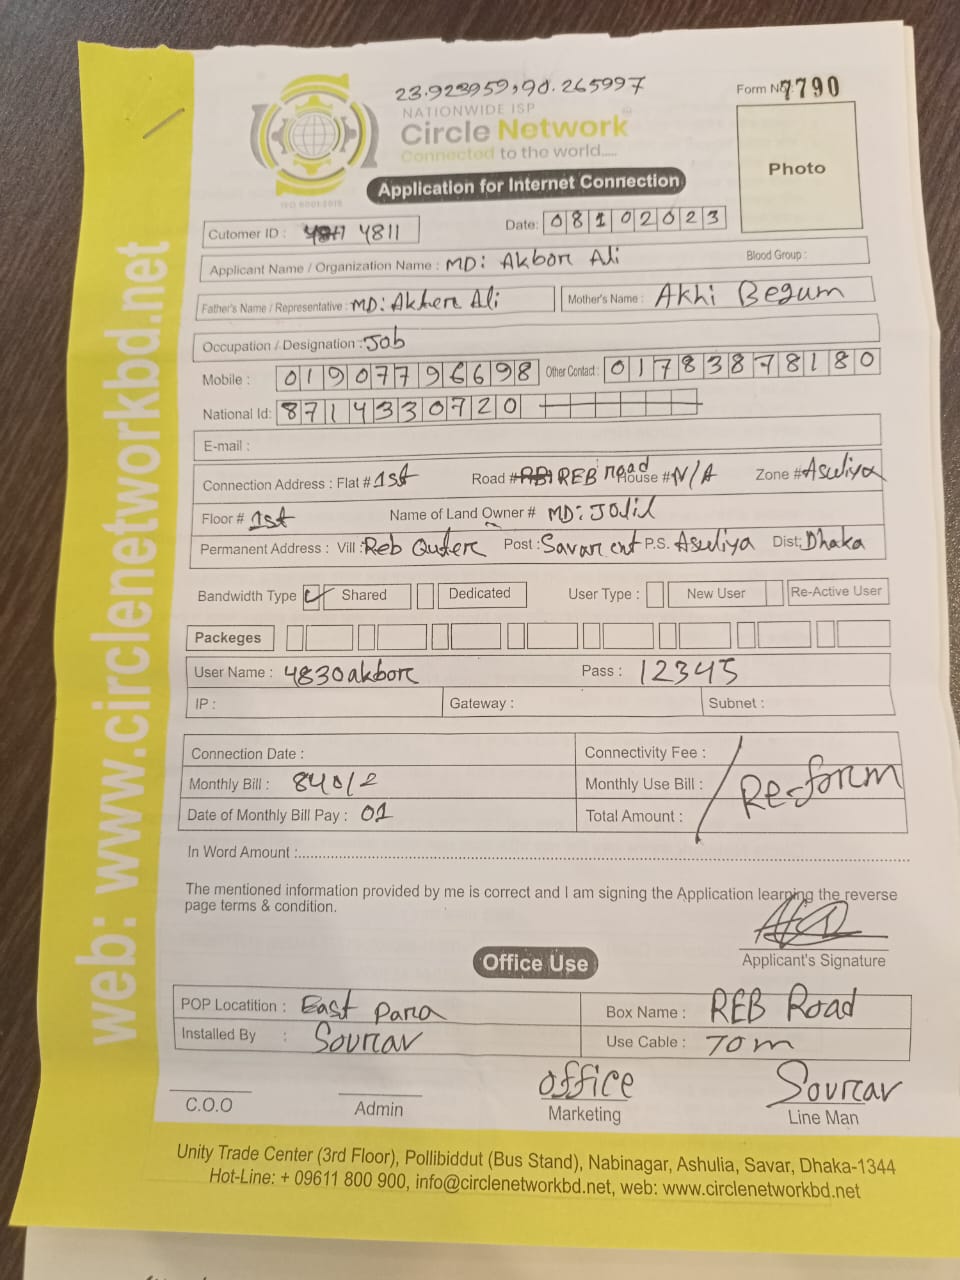 23.923959,90.265997
NATIONWIDE ISP
Circle Network
Connected to the world.....
Form No. 7790
Photo
ISO 9001:2015
Application for Internet Connection
Cutomer ID : 4811
Date: 08102023
Applicant Name / Organization Name : MD: Akbor Ali Blood Group :
Father's Name / Representative : MD: Akher Ali Mother's Name : Akhi Begum
Occupation / Designation : Job
Mobile : 01907796698 Other Contact : 01783878180
National Id: 8714330720
E-mail :
Connection Address : Flat # 1st Road # REB road House # N/A Zone # Asuliya
Floor # 1st Name of Land Owner # MD: Jolil
Permanent Address : Vill : Reb Outer Post : Savar cnt P.S. Asuliya Dist; Dhaka
Bandwidth Type Shared Dedicated User Type : New User Re-Active User
Packeges
User Name : 4830akbor Pass : 12345
IP : Gateway : Subnet :
Connection Date : Connectivity Fee :
Monthly Bill : 840/2 Monthly Use Bill :
Re-form
Date of Monthly Bill Pay : 01 Total Amount :
In Word Amount :
The mentioned information provided by me is correct and I am signing the Application learning the reverse
page terms & condition.
Applicant's Signature
Office Use
POP Locatition : East para Box Name : REB Road
Installed By : Sourav Use Cable : 70m
office Sourav
C.O.O Admin Marketing Line Man
Unity Trade Center (3rd Floor), Pollibiddut (Bus Stand), Nabinagar, Ashulia, Savar, Dhaka-1344
Hot-Line: + 09611 800 900, info@circlenetworkbd.net, web: www.circlenetworkbd.net
web: www.circlenetworkbd.net